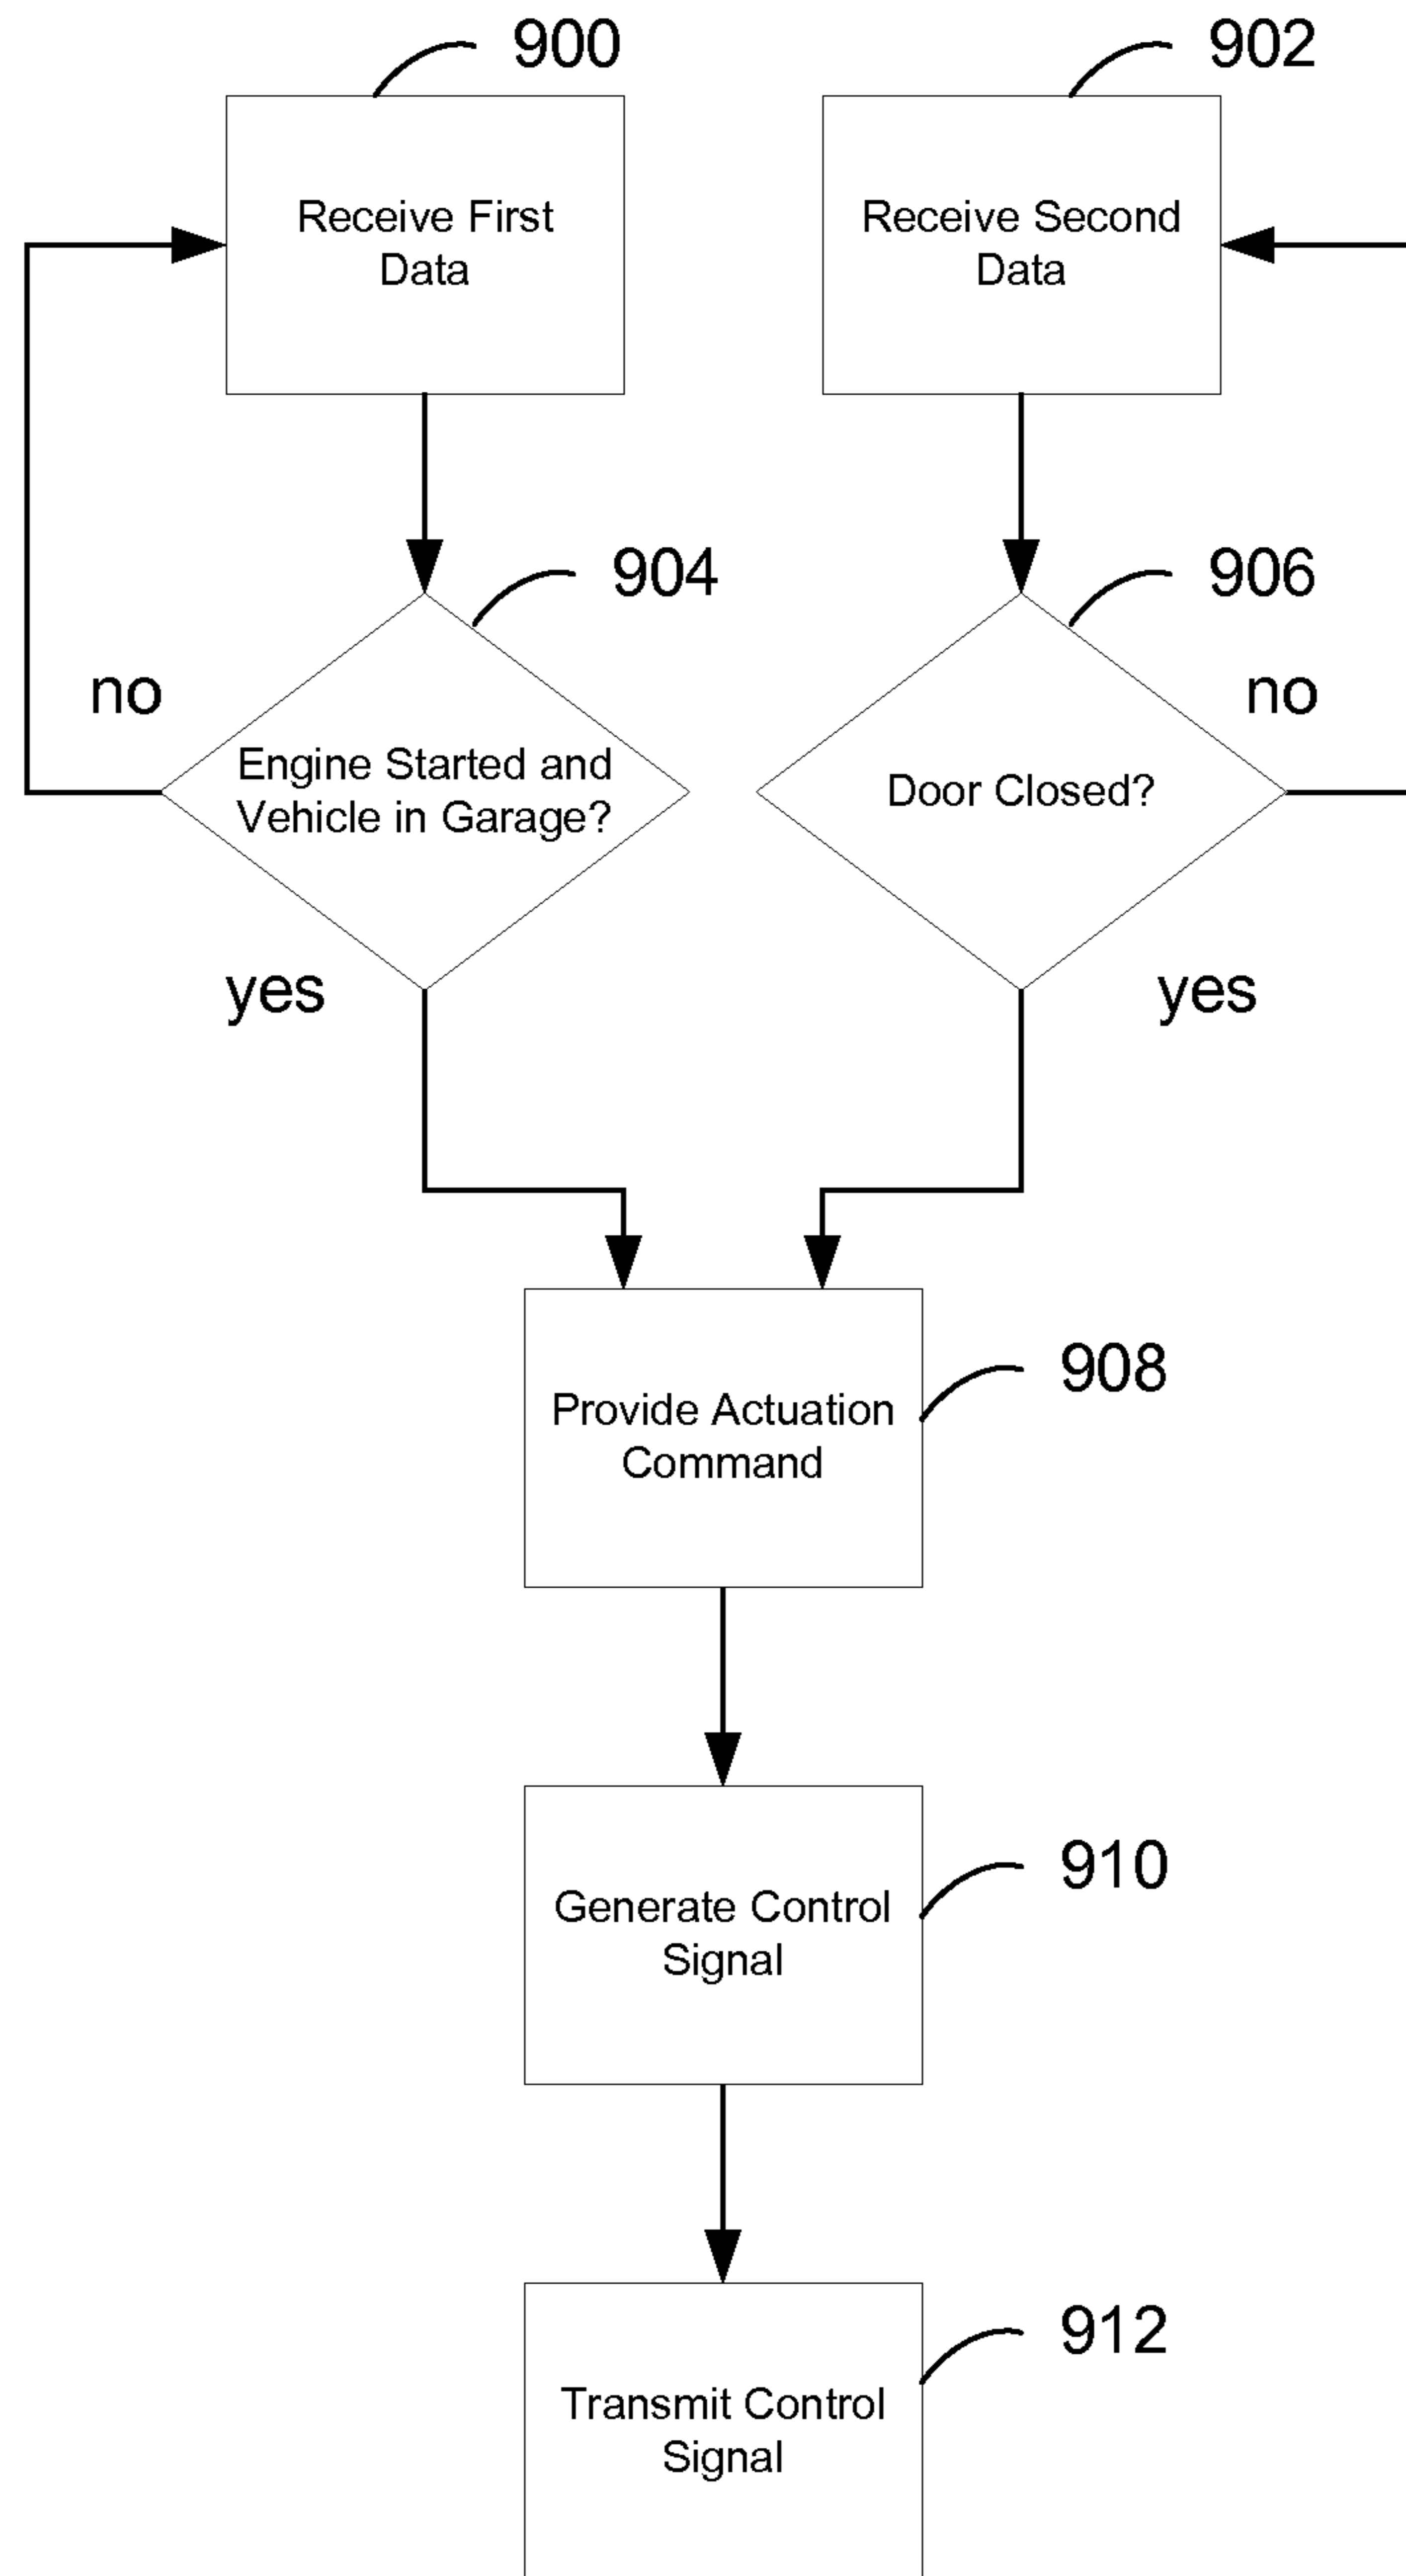 900
902
Receive First
Data
Receive Second
Data
904
906
no
no
Engine Started and
Vehicle in Garage?
Door Closed?
yes
yes
908
Provide Actuation
Command
910
Generate Control
Signal
912
Transmit Control
Signal